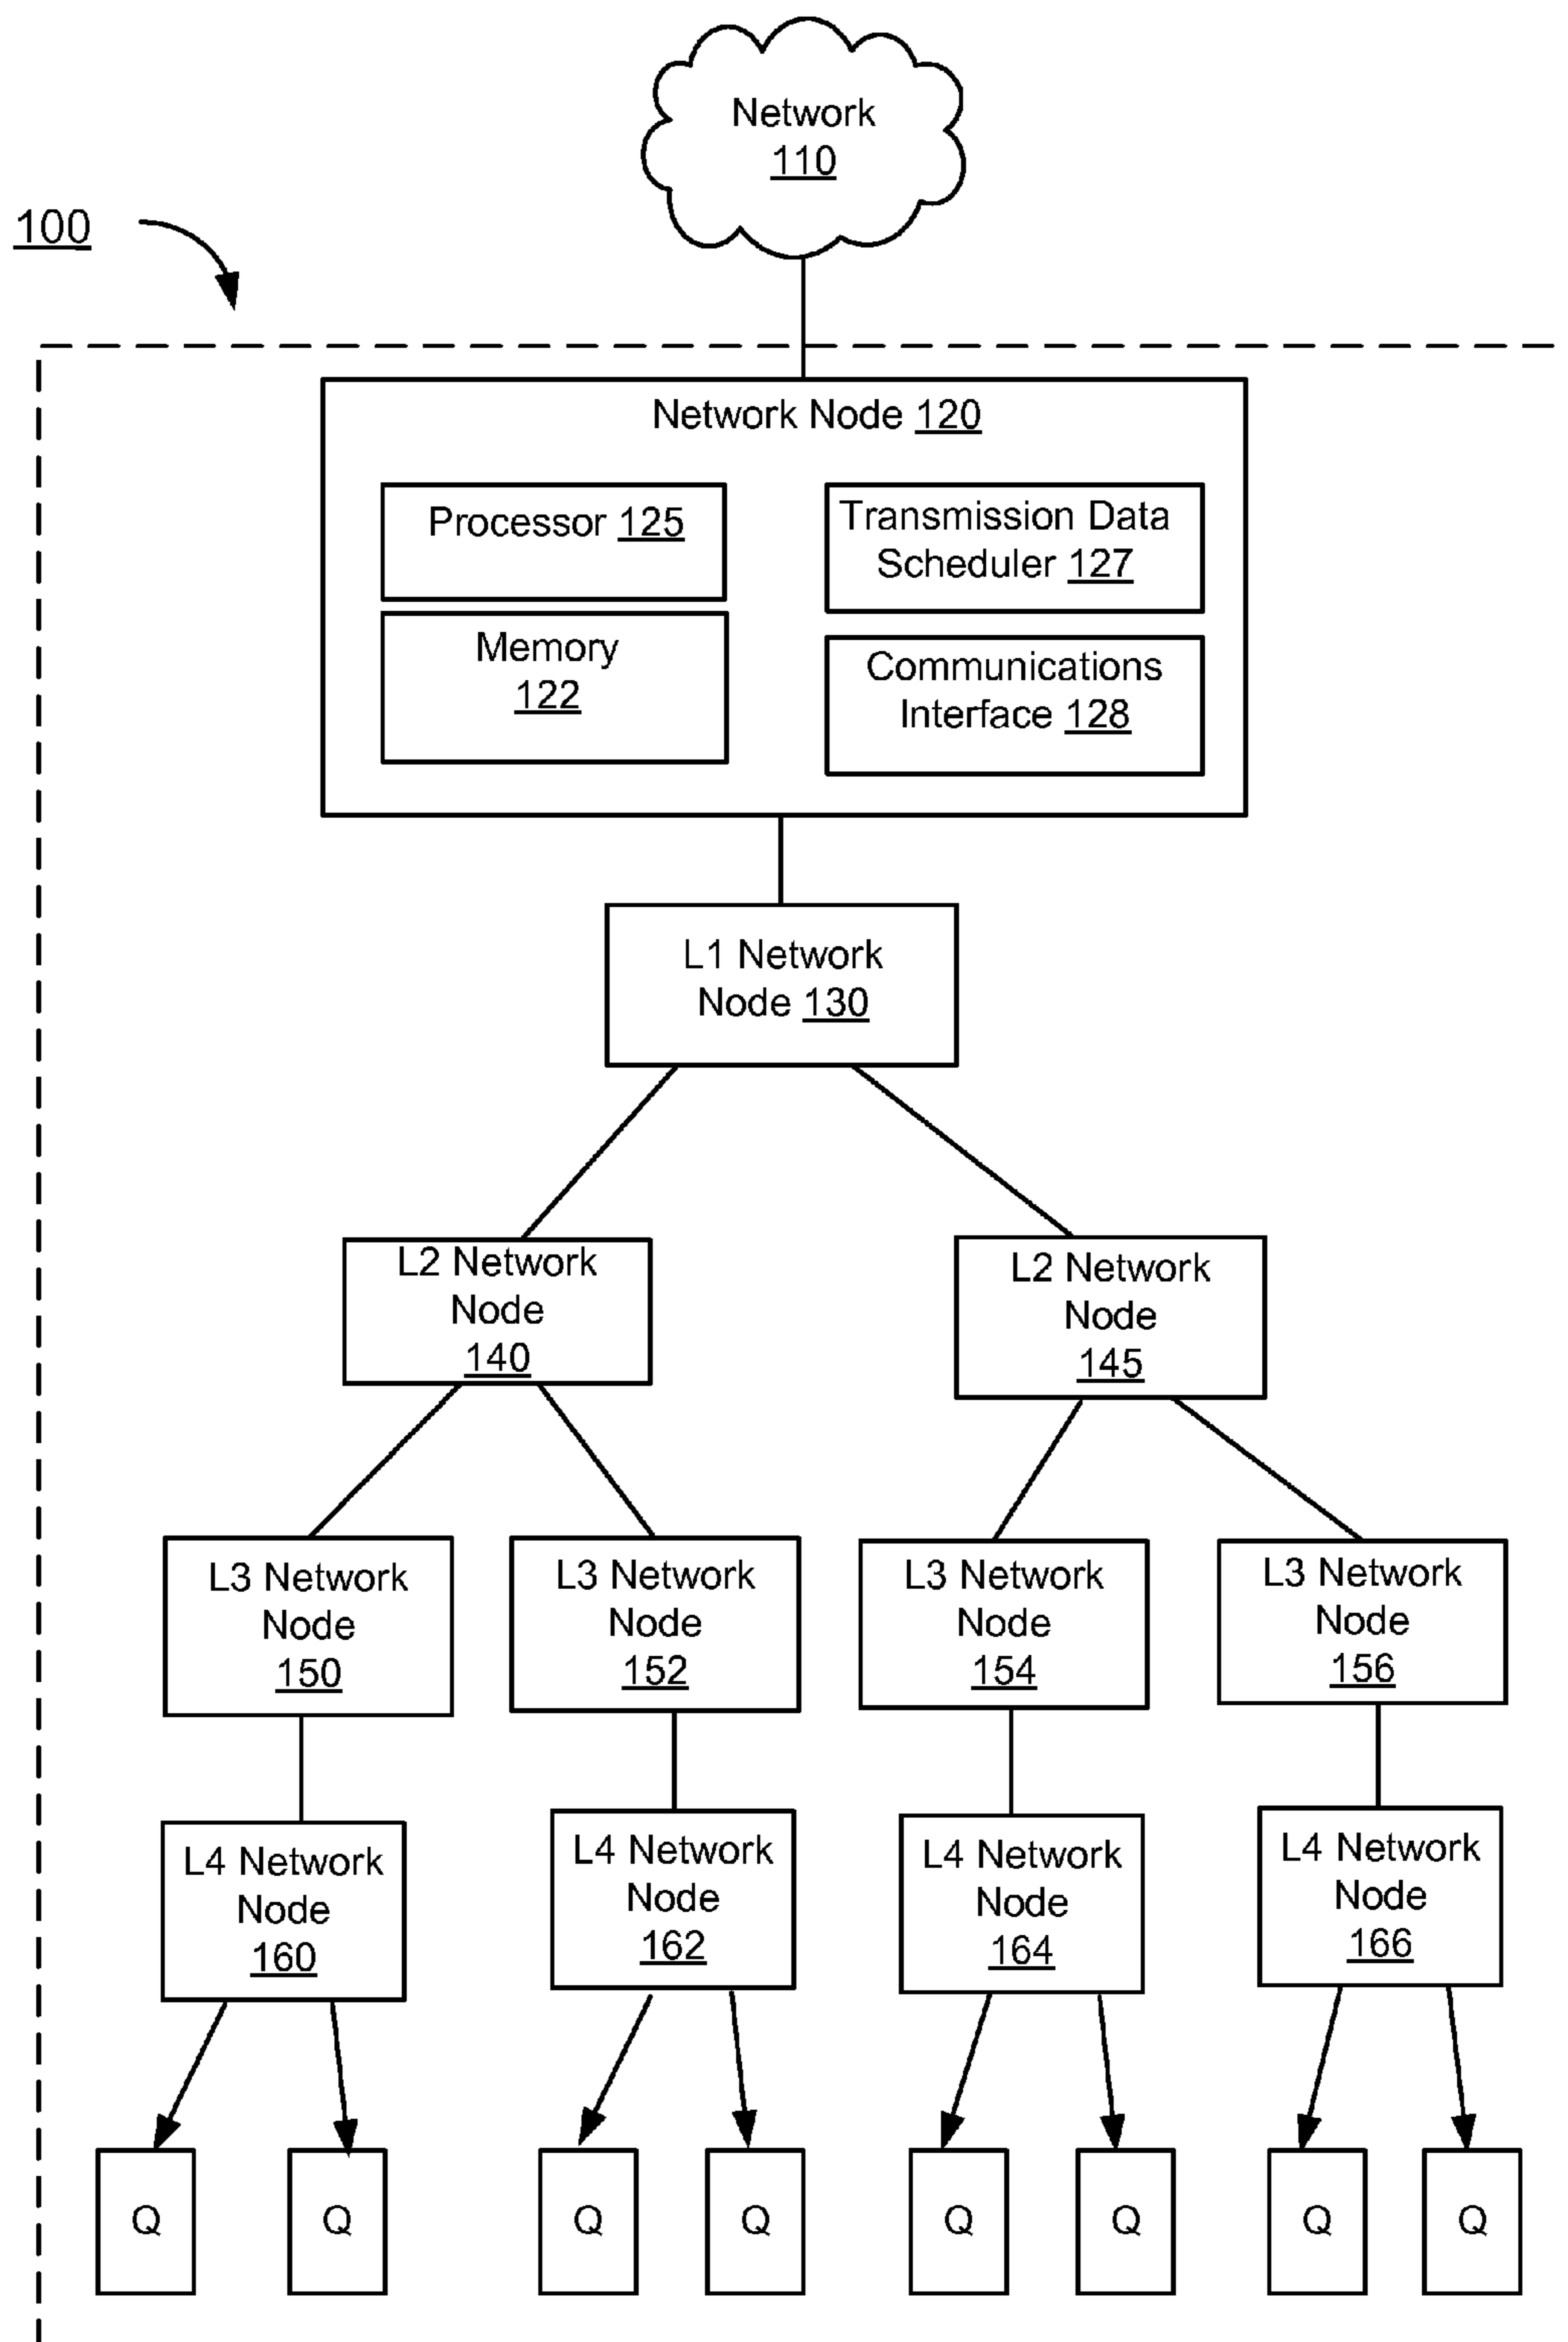 Network
110
100
Network Node 120
Processor 125
Transmission Data
Scheduler 127
Memory
122
Communications
Interface 128
L1 Network
Node 130
L2 Network
Node
140
L2 Network
Node
145
L3 Network
Node
150
L3 Network
Node
152
L3 Network
Node
154
L3 Network
Node
156
L4 Network
Node
160
L4 Network
Node
162
L4 Network
Node
164
L4 Network
Node
166
Q
Q
Q
Q
Q
Q
Q
Q